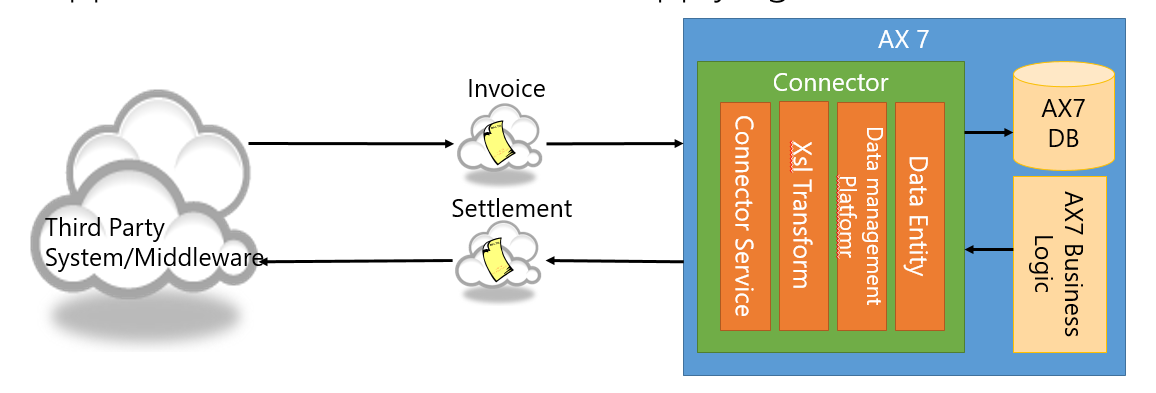 AX 7
Invoice
Connector
AX7
DB
Connector Service
Xsl Transform
Data management
Platfomr
Data Entity
Settlement
Third Party
System/Middleware
AX7 Business
Logic